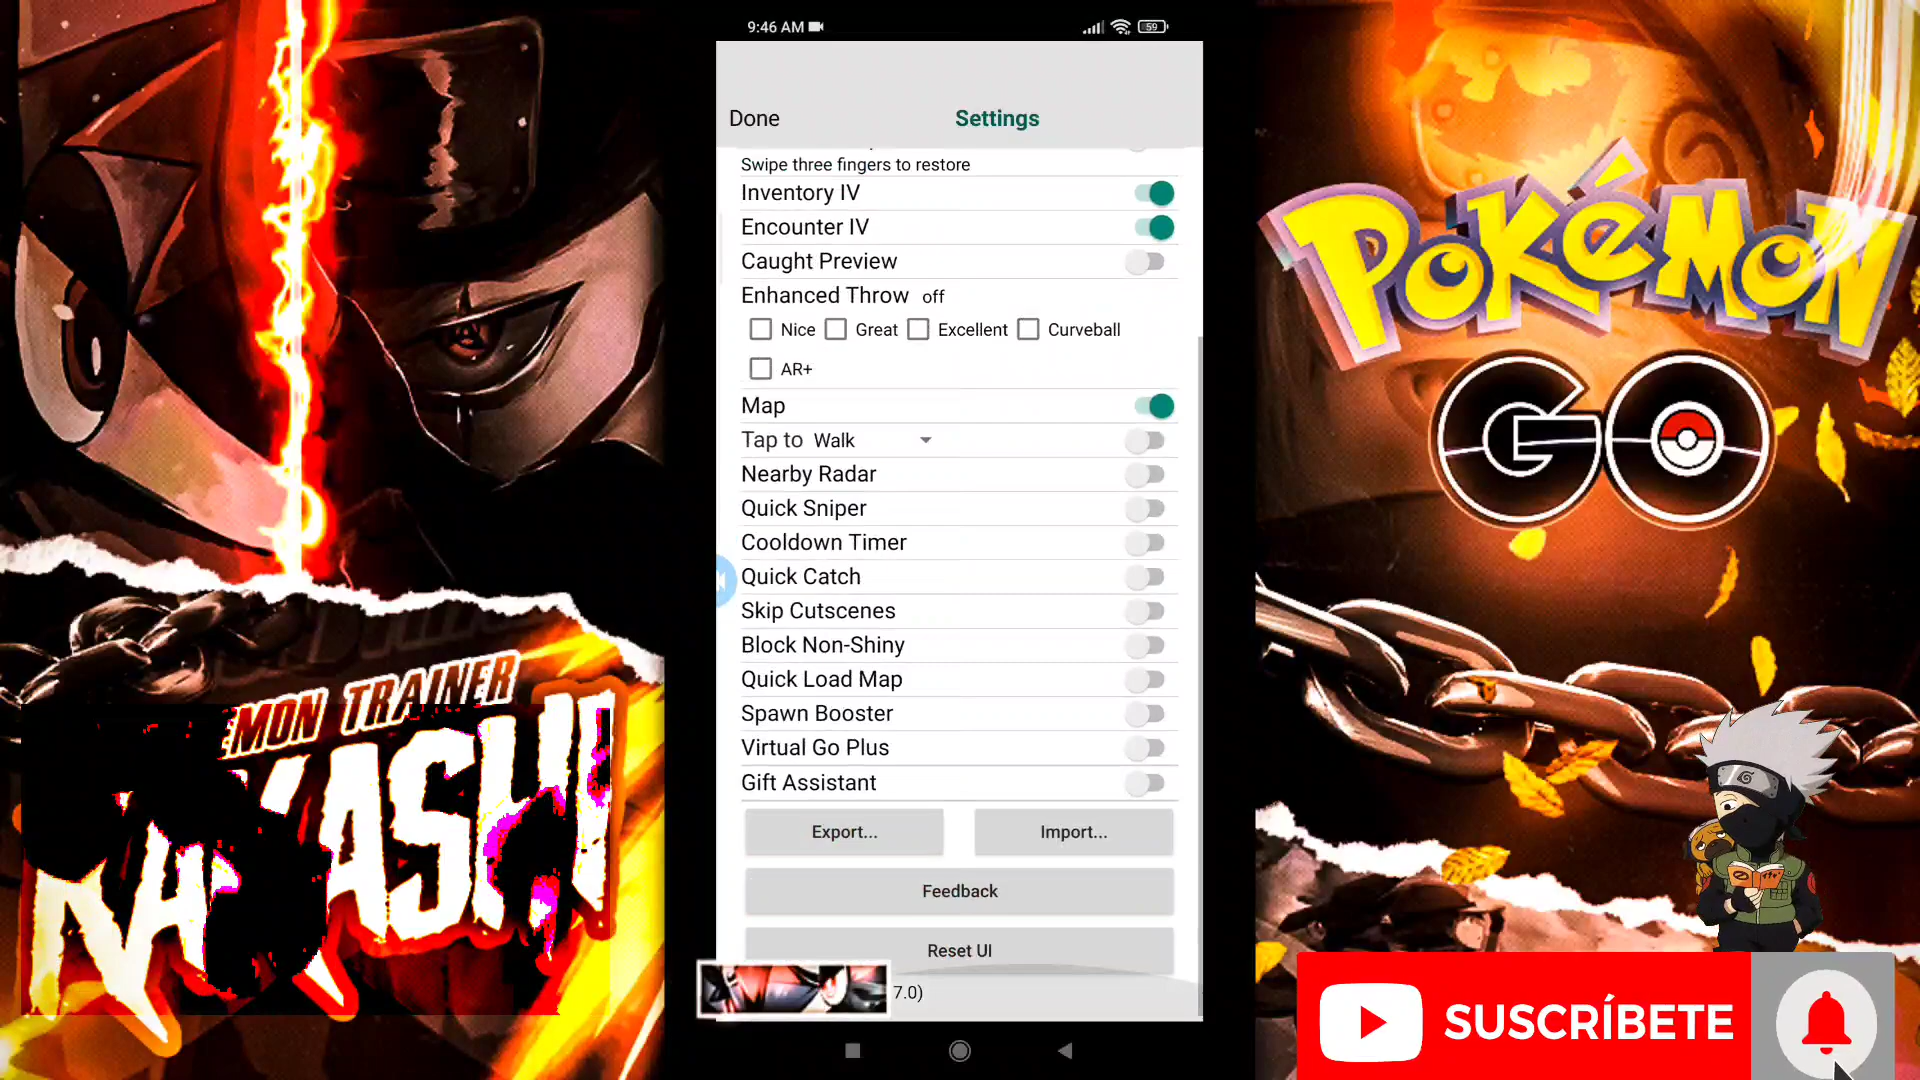 9:46 AM
59
Done
Settings
Swipe three fingers to restore
Inventory IV
Encounter IV
Caught Preview
Enhanced Throw off
Nice Great Excellent Curveball
AR+
Map
Tap to Walk
Nearby Radar
Quick Sniper
Cooldown Timer
Quick Catch
Skip Cutscenes
Block Non-Shiny
Quick Load Map
Spawn Booster
Virtual Go Plus
Gift Assistant
Export... Import...
Feedback
Reset UI
7.0)
EMON TRAINER
POKÉMON
GO
SUSCRÍBETE